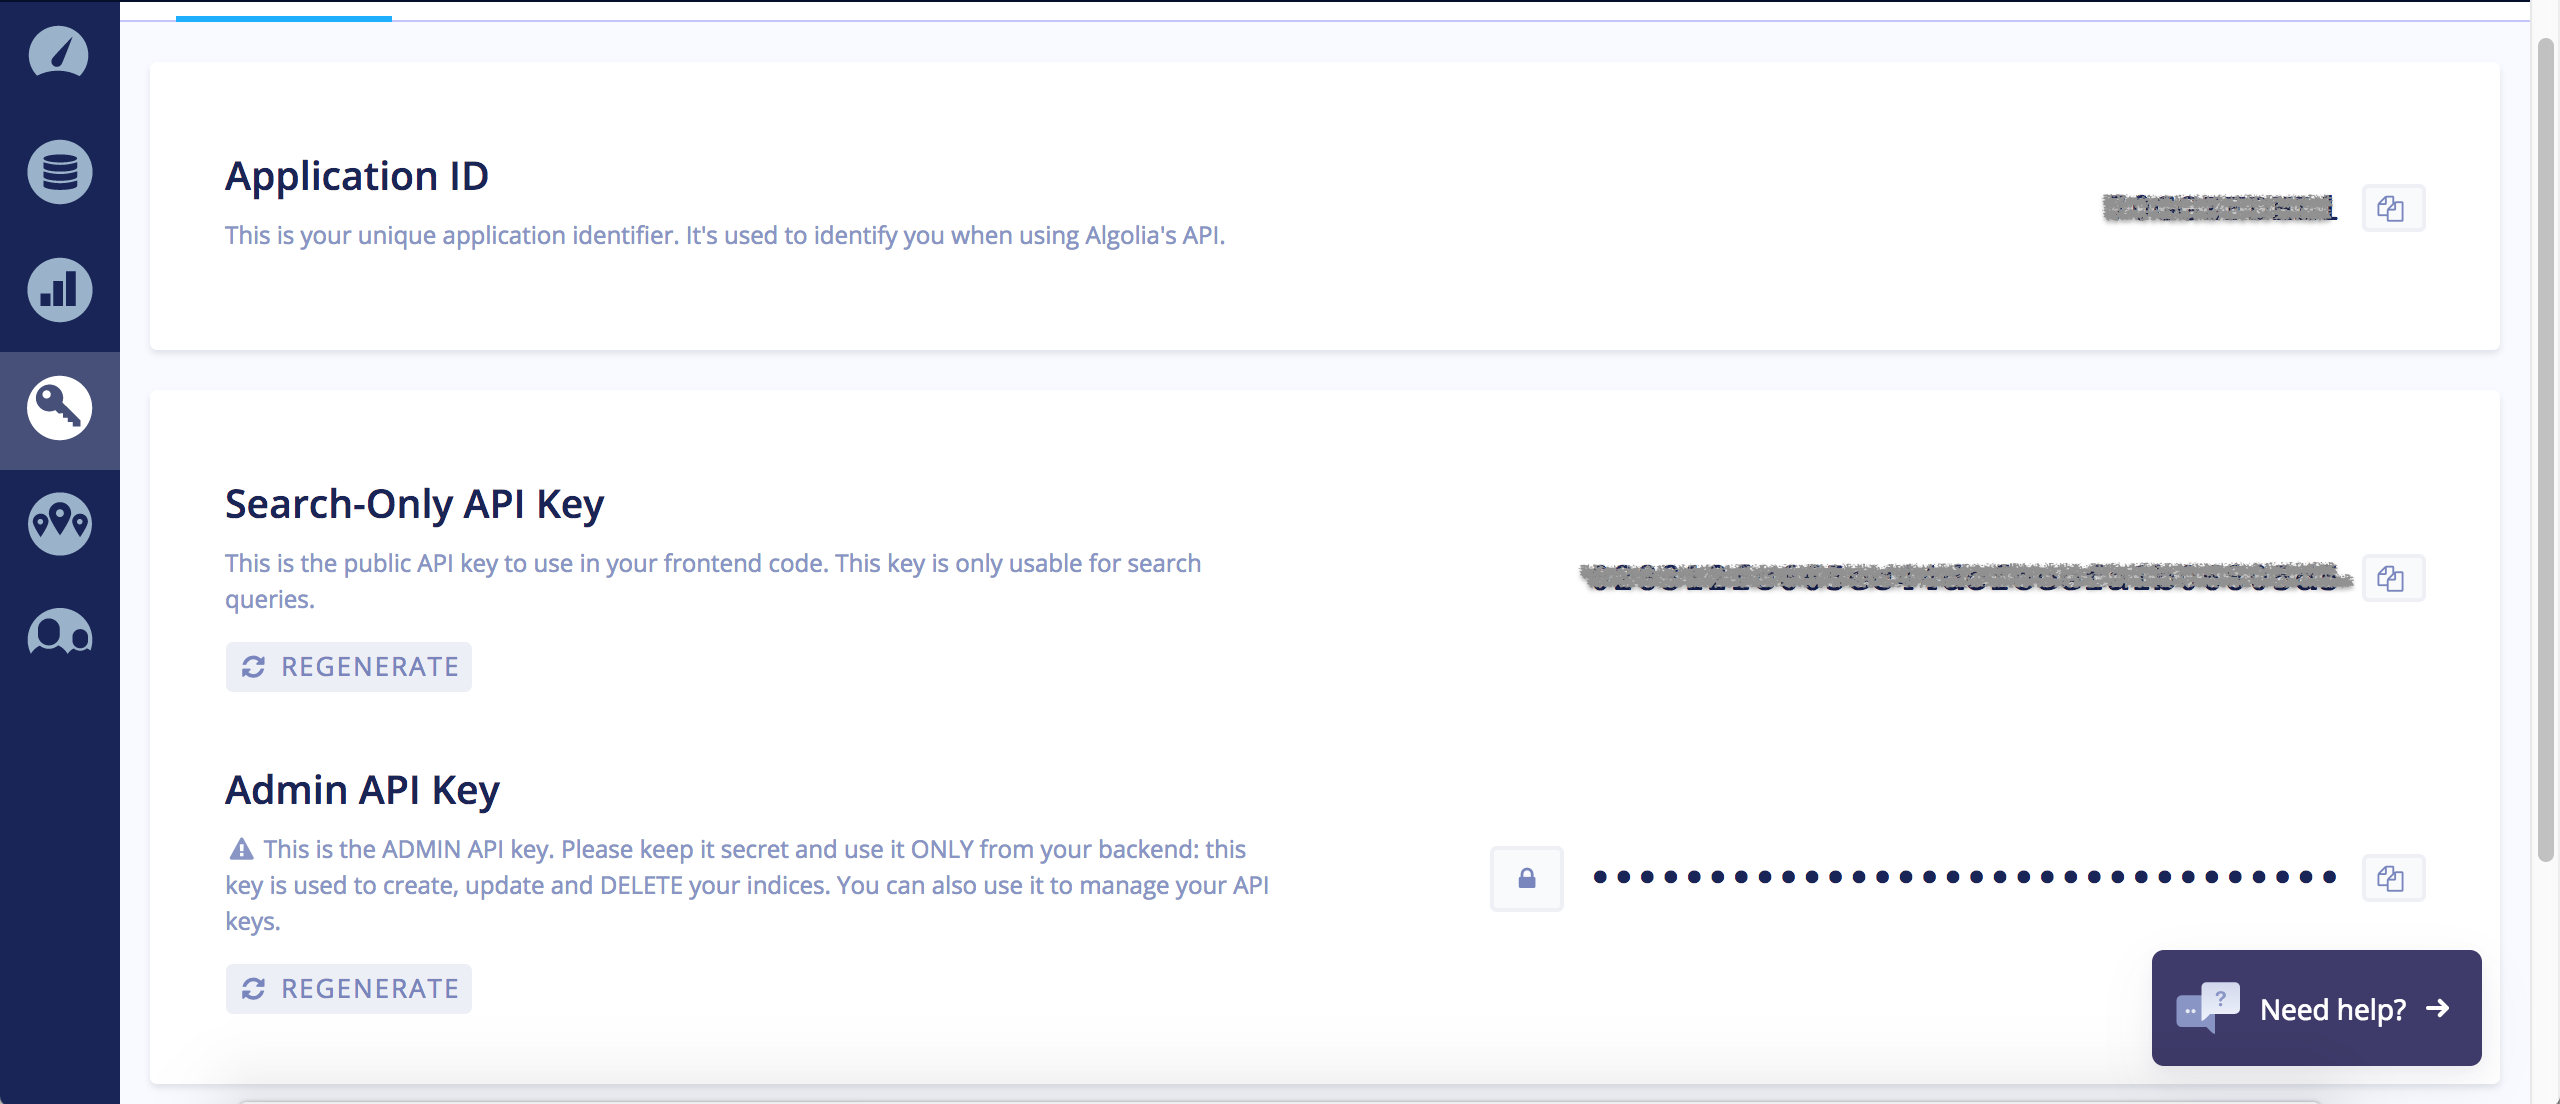 Application ID
This is your unique application identifier. It's used to identify you when using Algolia's API.
Search-Only API Key
This is the public API key to use in your frontend code. This key is only usable for search
queries.
REGENERATE
Admin API Key
This is the ADMIN API key. Please keep it secret and use it ONLY from your backend: this
key is used to create, update and DELETE your indices. You can also use it to manage your API
keys.
REGENERATE
Need help?